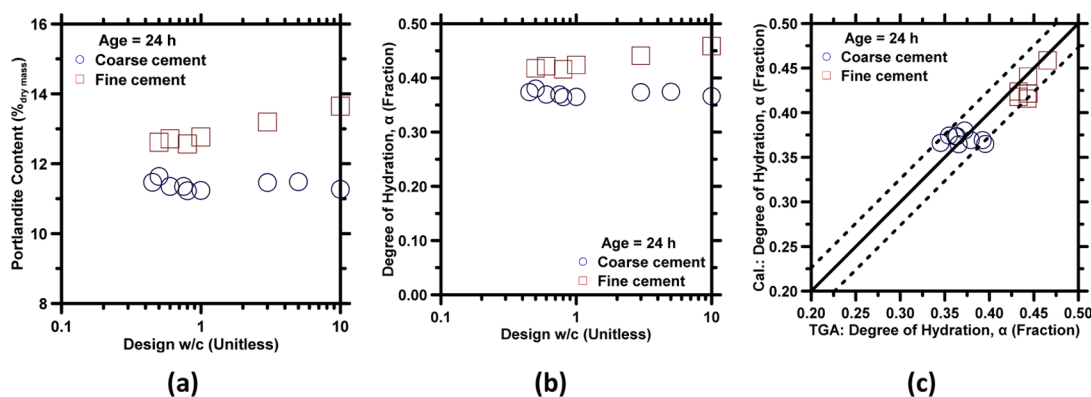 16
14
12
10
8
0.1
1
10
Age = 24 h
Coarse cement
Fine cement
Portlandite Content (%dry mass)
Design w/c (Unitless)
(a)
0.50
0.40
0.30
0.20
0.10
0.00
0.1
1
10
Age = 24 h
Coarse cement
Fine cement
Degree of Hydration, α (Fraction)
Design w/c (Unitless)
(b)
0.50
0.45
0.40
0.35
0.30
0.25
0.20
0.20
0.25
0.30
0.35
0.40
0.45
0.50
Age = 24 h
Coarse cement
Fine cement
Cal.: Degree of Hydration, α (Fraction)
TGA: Degree of Hydration, α (Fraction)
(c)